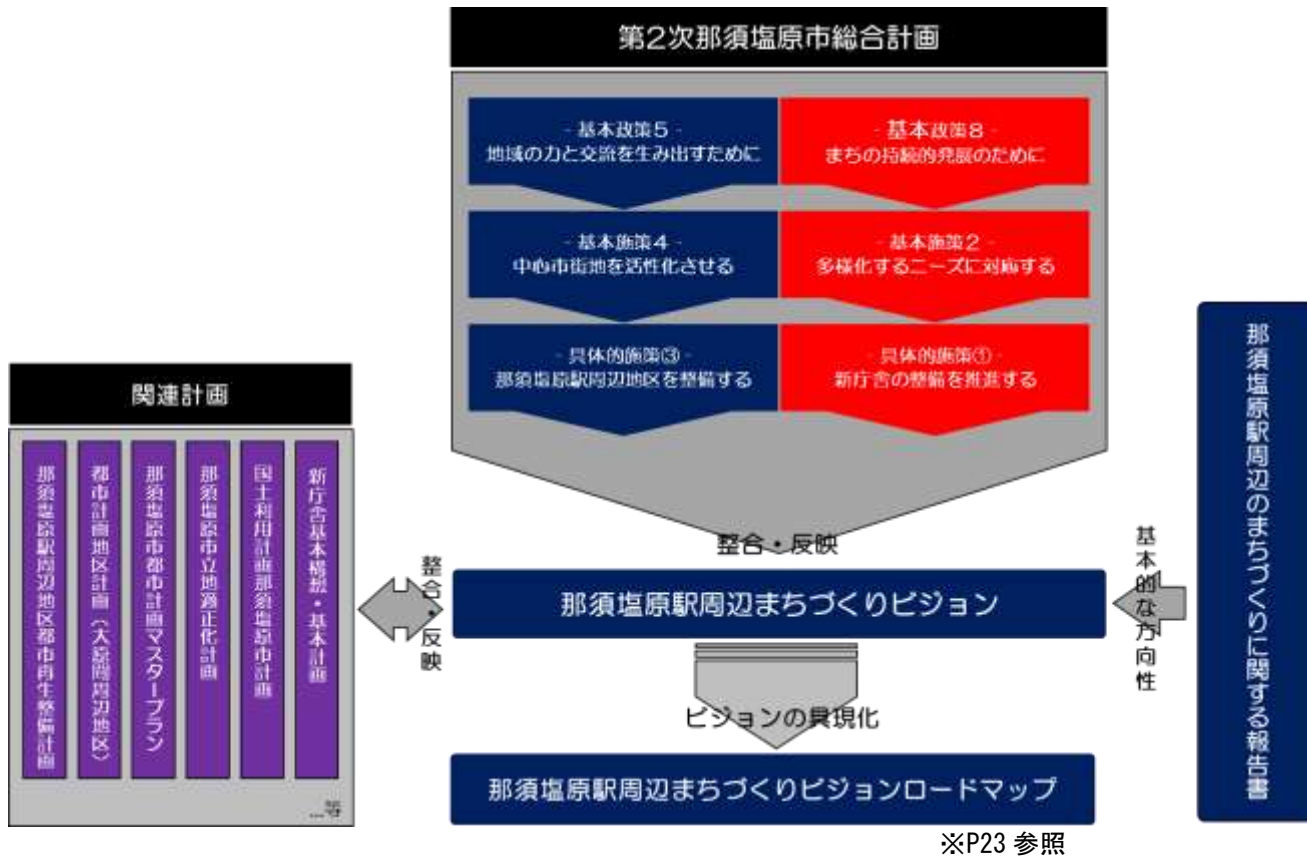 第2次那須塩原市総合計画
- 基本政策5 -
地域の力と交流を生み出すために
- 基本政策8 -
まちの持続的発展のために
- 基本施策4 -
中心市街地を活性化させる
- 基本施策2 -
多様化するニーズに対応する
- 具体的施策③ -
那須塩原駅周辺地区を整備する
- 具体的施策① -
新庁舎の整備を推進する
関連計画
那須塩原駅周辺地区都市再生整備計画
都市計画地区計画（大原間周辺地区）
那須塩原市都市計画マスタープラン
那須塩原市立地適正化計画
国土利用計画那須塩原市計画
新庁舎基本構想・基本計画
...等
整合・反映
整合・反映
那須塩原駅周辺まちづくりビジョン
基本的な方向性
那須塩原駅周辺のまちづくりに関する報告書
ビジョンの具現化
那須塩原駅周辺まちづくりビジョンロードマップ
※P23 参照